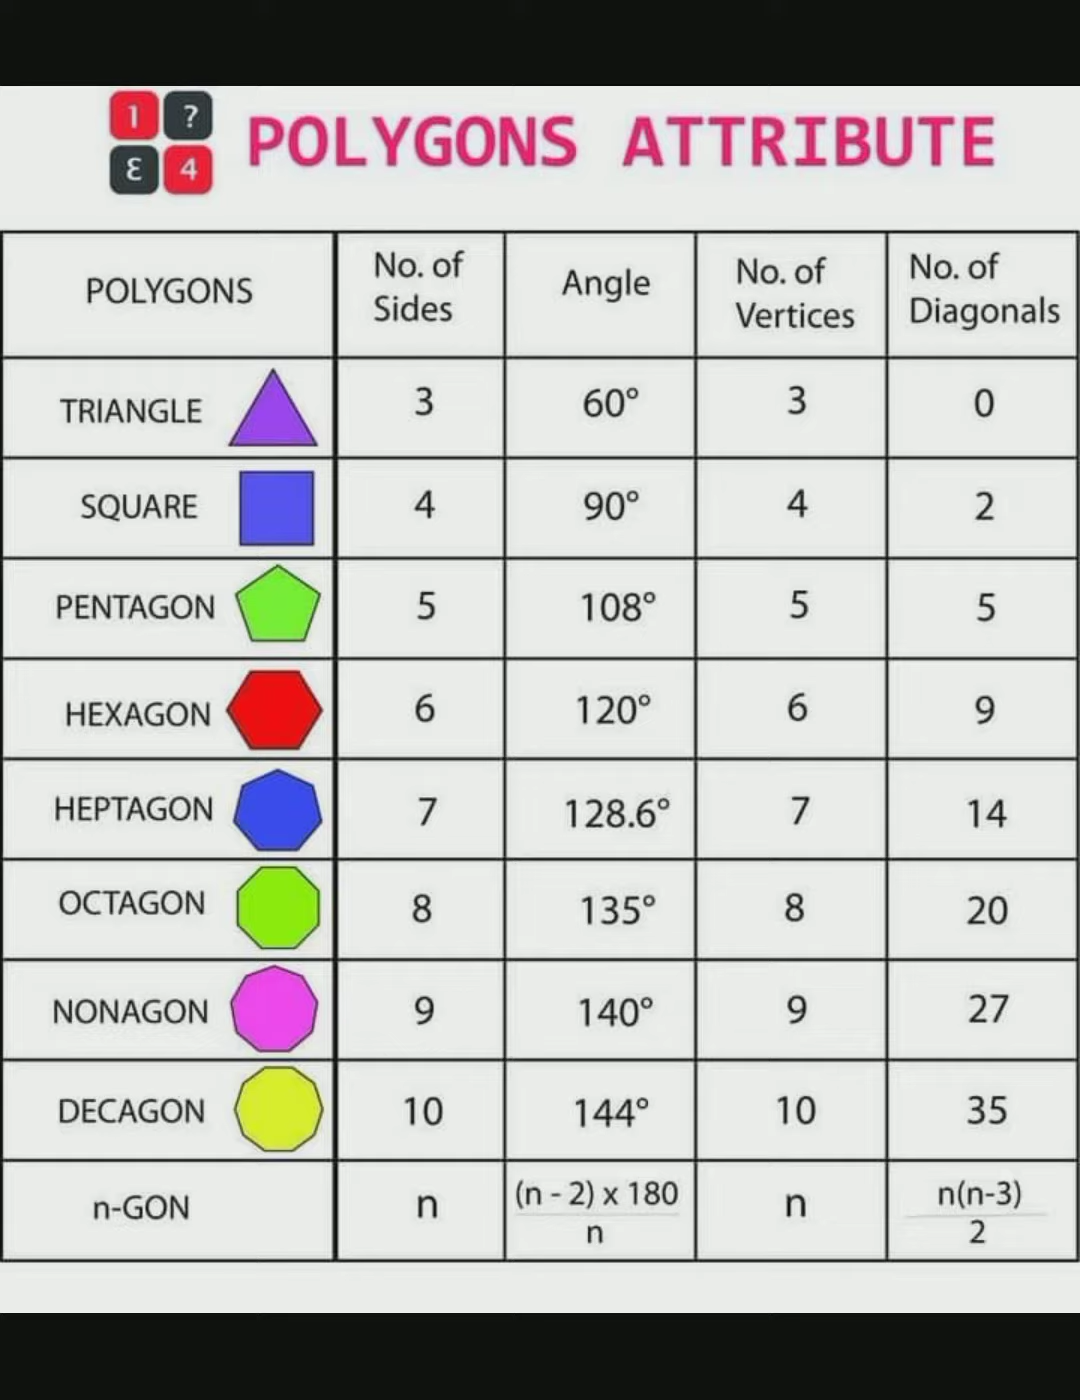 1 ?
Ɛ 4
POLYGONS ATTRIBUTE
POLYGONS No. of Sides Angle No. of Vertices No. of Diagonals
TRIANGLE 3 60° 3 0
SQUARE 4 90° 4 2
PENTAGON 5 108° 5 5
HEXAGON 6 120° 6 9
HEPTAGON 7 128.6° 7 14
OCTAGON 8 135° 8 20
NONAGON 9 140° 9 27
DECAGON 10 144° 10 35
n-GON n (n - 2) x 180 / n n n(n-3) / 2